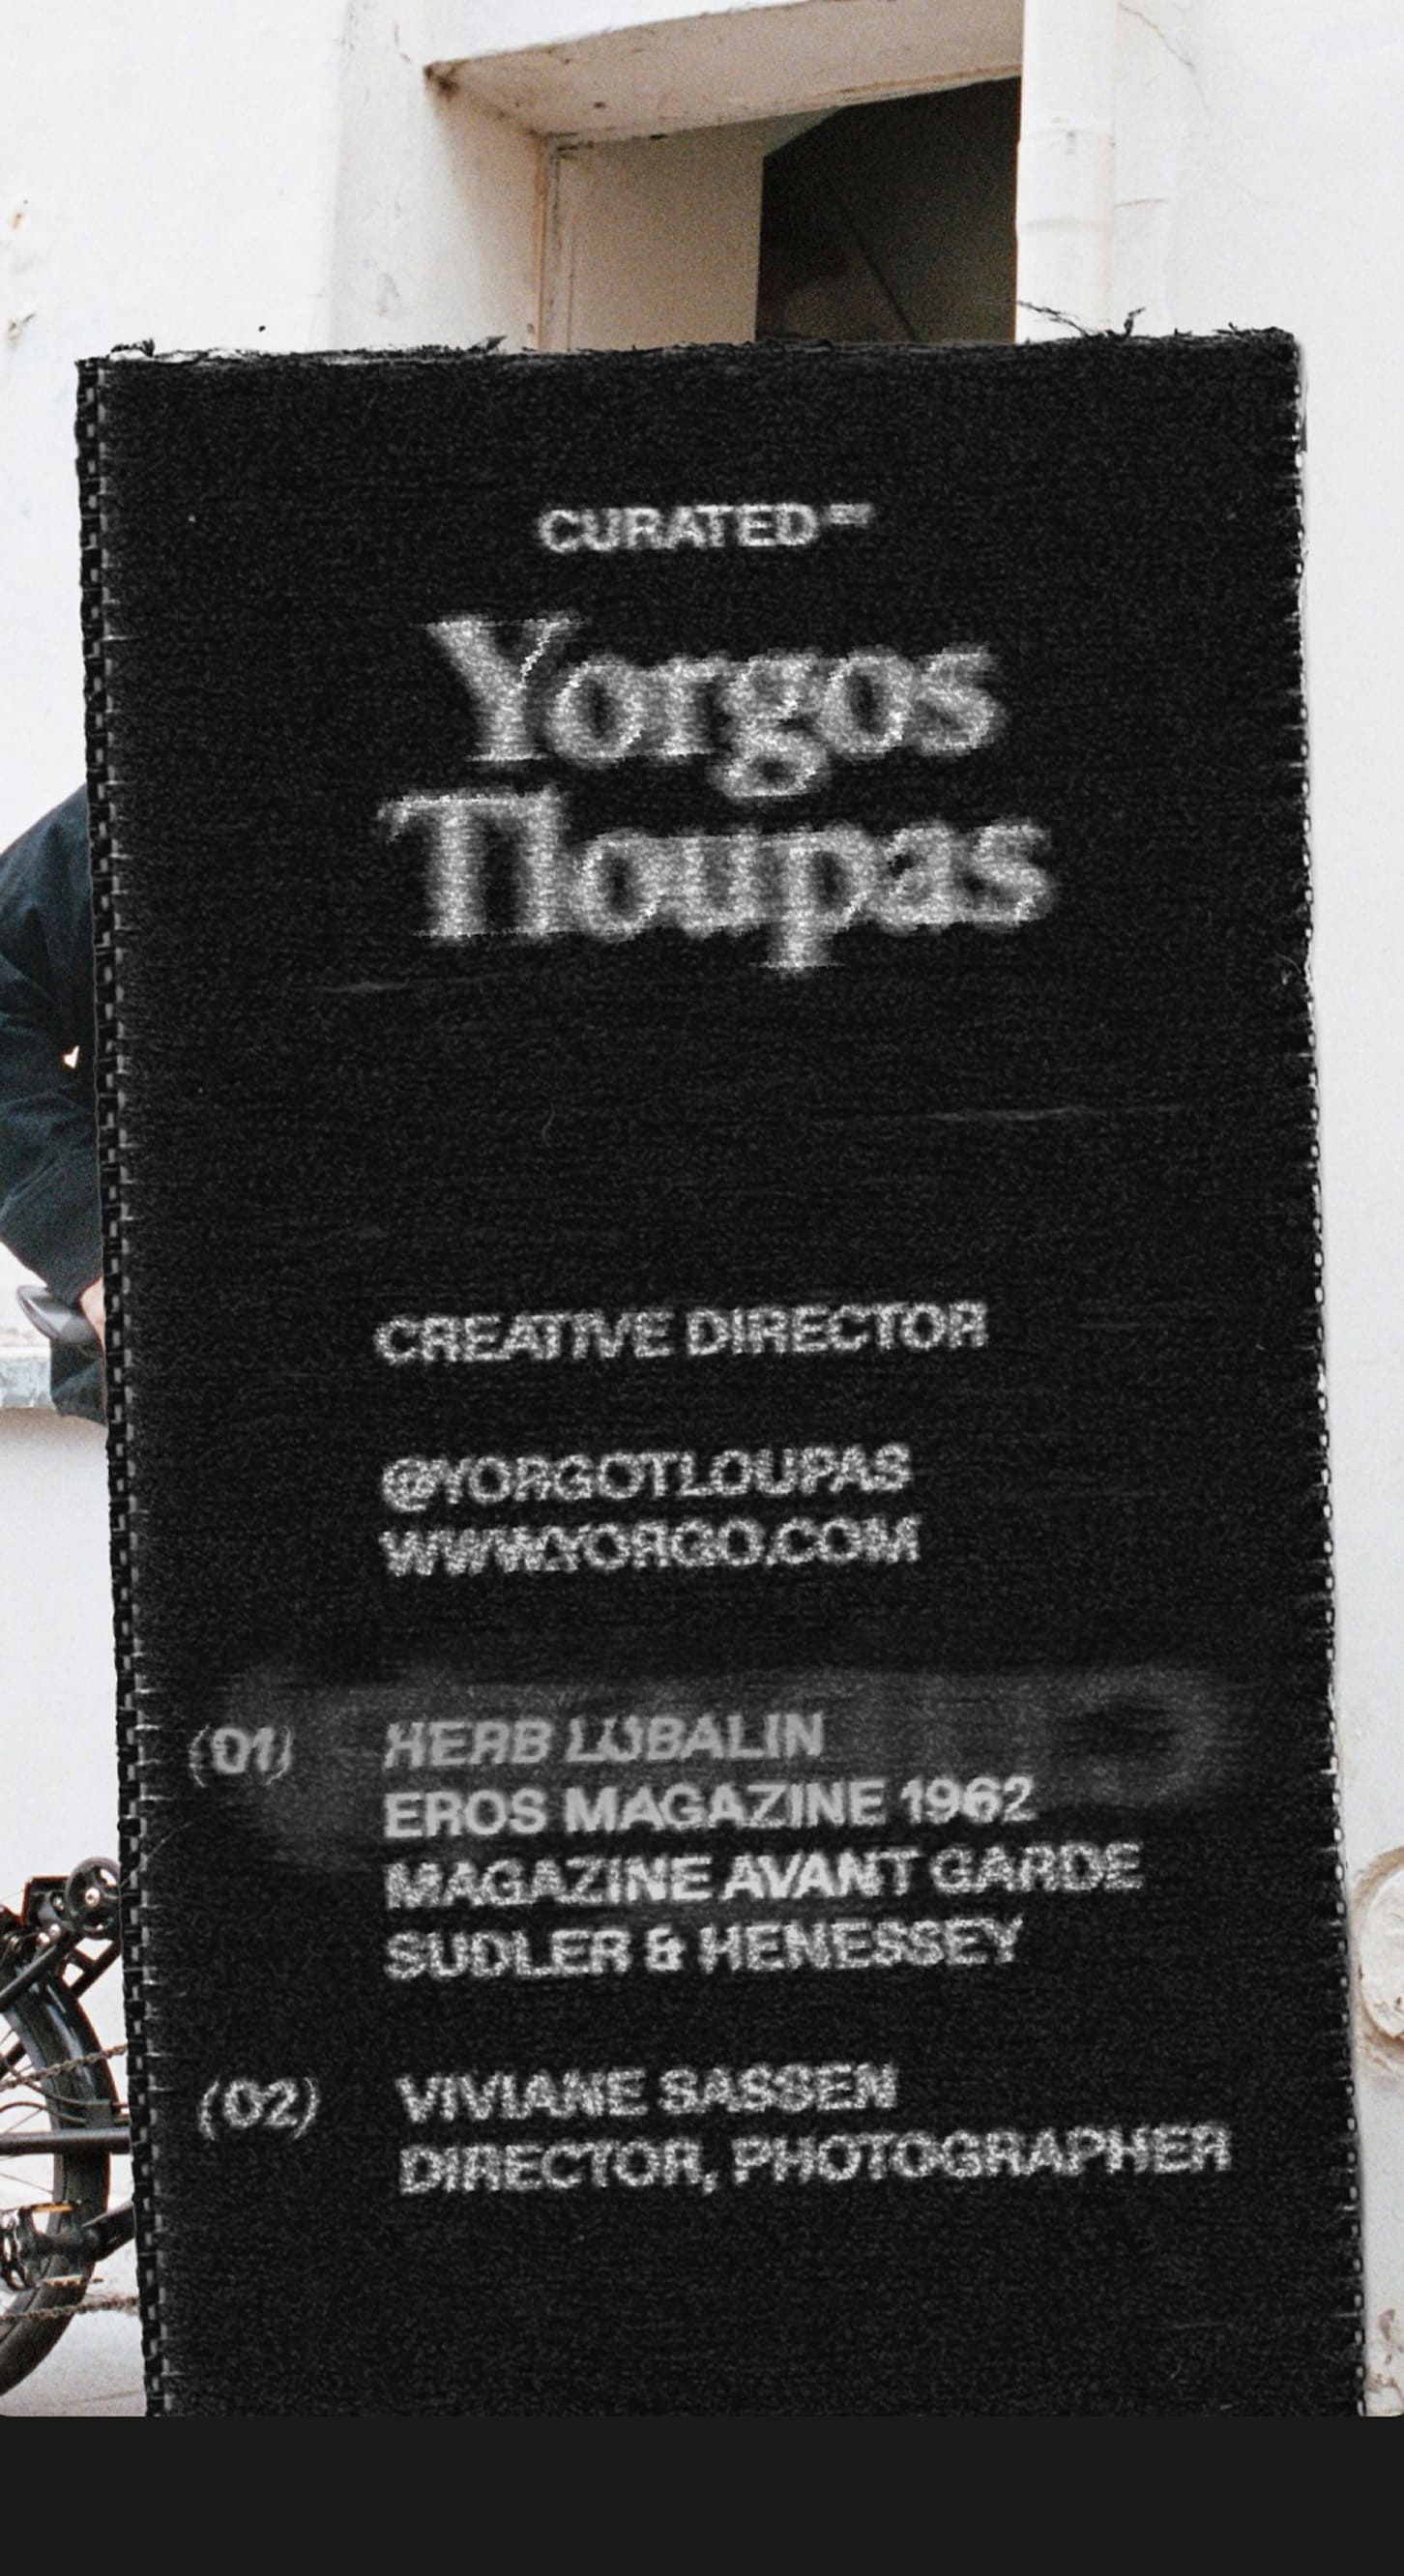 CURATED BY
Yorgos
Tloupas
CREATIVE DIRECTOR
@YORGOTLOUPAS
WWW.YORGO.COM
(01) HERB LUBALIN
EROS MAGAZINE 1962
MAGAZINE AVANT GARDE
SUDLER & HENESSEY
(02) VIVIANE SASSEN
DIRECTOR, PHOTOGRAPHER